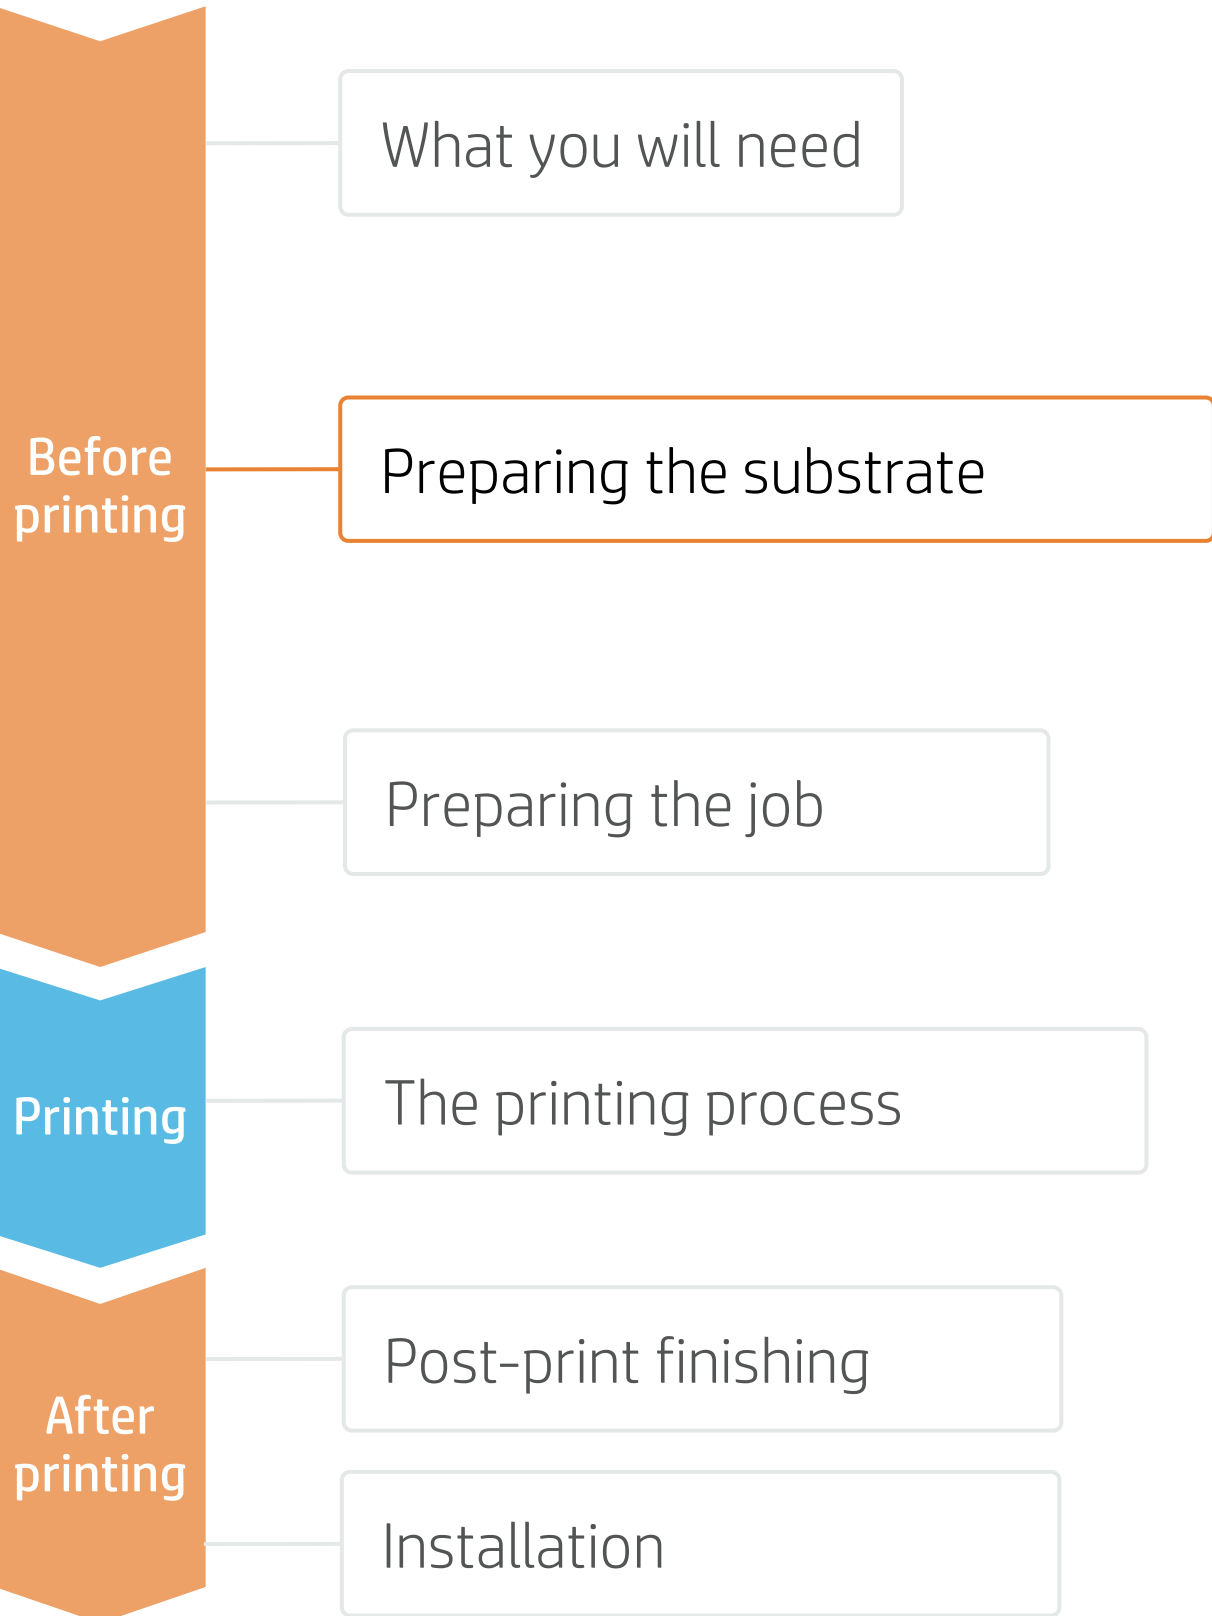 What you will need
Before
printing
Preparing the substrate
Preparing the job
Printing
The printing process
After
printing
Post-print finishing
Installation